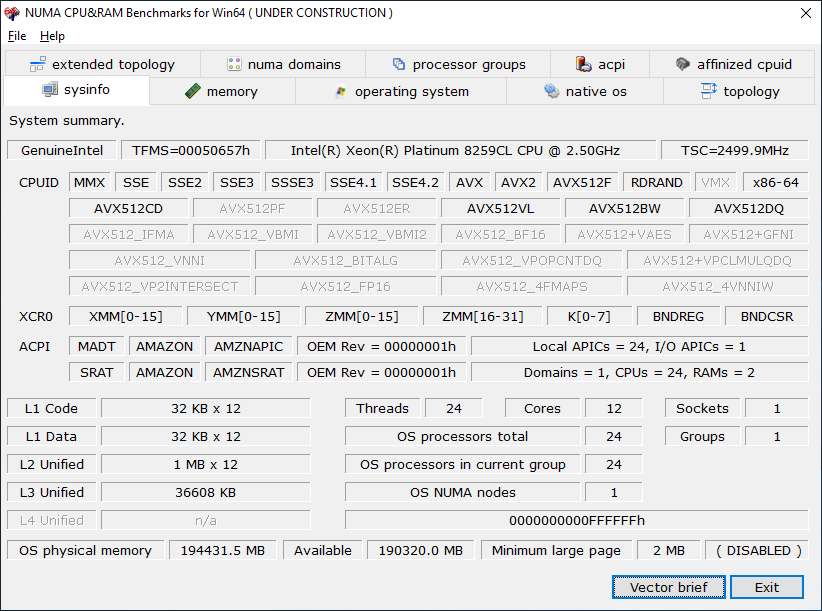 NUMA CPU&RAM Benchmarks for Win64 ( UNDER CONSTRUCTION )
File Help
extended topology numa domains processor groups acpi affinized cpuid
sysinfo memory operating system native os topology
System summary.
GenuineIntel TFMS=00050657h Intel(R) Xeon(R) Platinum 8259CL CPU @ 2.50GHz TSC=2499.9MHz
CPUID MMX SSE SSE2 SSE3 SSSE3 SSE4.1 SSE4.2 AVX AVX2 AVX512F RDRAND VMX x86-64
AVX512CD AVX512PF AVX512ER AVX512VL AVX512BW AVX512DQ
AVX512_IFMA AVX512_VBMI AVX512_VBMI2 AVX512_BF16 AVX512+VAES AVX512+GFNI
AVX512_VNNI AVX512_BITALG AVX512_VPOPCNTDQ AVX512+VPCLMULQDQ
AVX512_VP2INTERSECT AVX512_FP16 AVX512_4FMAPS AVX512_4VNNIW
XCR0 XMM[0-15] YMM[0-15] ZMM[0-15] ZMM[16-31] K[0-7] BNDREG BNDCSR
ACPI MADT AMAZON AMZNAPIC OEM Rev = 00000001h Local APICs = 24, I/O APICs = 1
SRAT AMAZON AMZNSRAT OEM Rev = 00000001h Domains = 1, CPUs = 24, RAMs = 2
L1 Code 32 KB x 12 Threads 24 Cores 12 Sockets 1
L1 Data 32 KB x 12 OS processors total 24 Groups 1
L2 Unified 1 MB x 12 OS processors in current group 24
L3 Unified 36608 KB OS NUMA nodes 1
L4 Unified n/a 0000000000FFFFFFh
OS physical memory 194431.5 MB Available 190320.0 MB Minimum large page 2 MB ( DISABLED )
Vector brief Exit